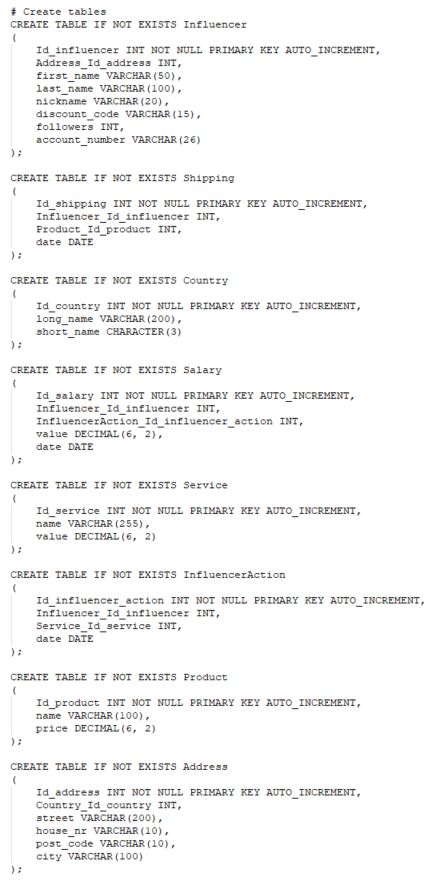 # Create tables
CREATE TABLE IF NOT EXISTS Influencer
(
    Id_influencer INT NOT NULL PRIMARY KEY AUTO_INCREMENT,
    Address_Id_address INT,
    first_name VARCHAR(50),
    last_name VARCHAR(100),
    nickname VARCHAR(20),
    discount_code VARCHAR(15),
    followers INT,
    account_number VARCHAR(26)
);
CREATE TABLE IF NOT EXISTS Shipping
(
    Id_shipping INT NOT NULL PRIMARY KEY AUTO_INCREMENT,
    Influencer_Id_influencer INT,
    Product_Id_product INT,
    date DATE
);
CREATE TABLE IF NOT EXISTS Country
(
    Id_country INT NOT NULL PRIMARY KEY AUTO_INCREMENT,
    long_name VARCHAR(200),
    short_name CHARACTER(3)
);
CREATE TABLE IF NOT EXISTS Salary
(
    Id_salary INT NOT NULL PRIMARY KEY AUTO_INCREMENT,
    Influencer_Id_influencer INT,
    InfluencerAction_Id_influencer_action INT,
    value DECIMAL(6, 2),
    date DATE
);
CREATE TABLE IF NOT EXISTS Service
(
    Id_service INT NOT NULL PRIMARY KEY AUTO_INCREMENT,
    name VARCHAR(255),
    value DECIMAL(6, 2)
);
CREATE TABLE IF NOT EXISTS InfluencerAction
(
    Id_influencer_action INT NOT NULL PRIMARY KEY AUTO_INCREMENT,
    Influencer_Id_influencer INT,
    Service_Id_service INT,
    date DATE
);
CREATE TABLE IF NOT EXISTS Product
(
    Id_product INT NOT NULL PRIMARY KEY AUTO_INCREMENT,
    name VARCHAR(100),
    price DECIMAL(6, 2)
);
CREATE TABLE IF NOT EXISTS Address
(
    Id_address INT NOT NULL PRIMARY KEY AUTO_INCREMENT,
    Country_Id_country INT,
    street VARCHAR(200),
    house_nr VARCHAR(10),
    post_code VARCHAR(10),
    city VARCHAR(100)
);